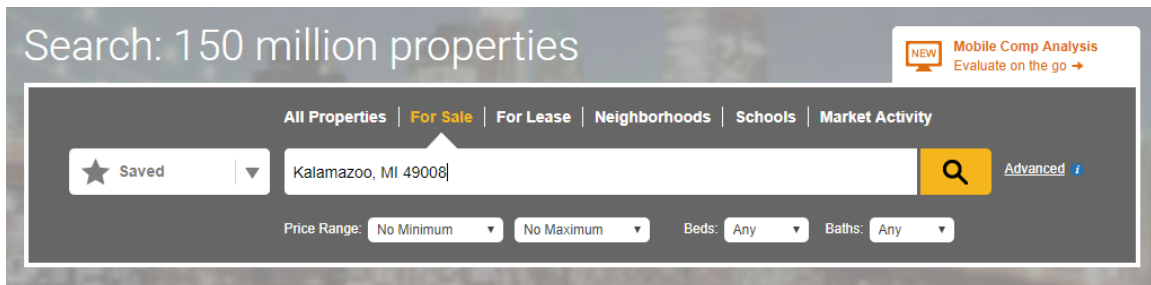 Search: 150 million properties
NEW Mobile Comp Analysis
Evaluate on the go →
All Properties | For Sale | For Lease | Neighborhoods | Schools | Market Activity
Saved ▼ Kalamazoo, MI 49008 Advanced i
Price Range: No Minimum ▼ No Maximum ▼ Beds: Any ▼ Baths: Any ▼